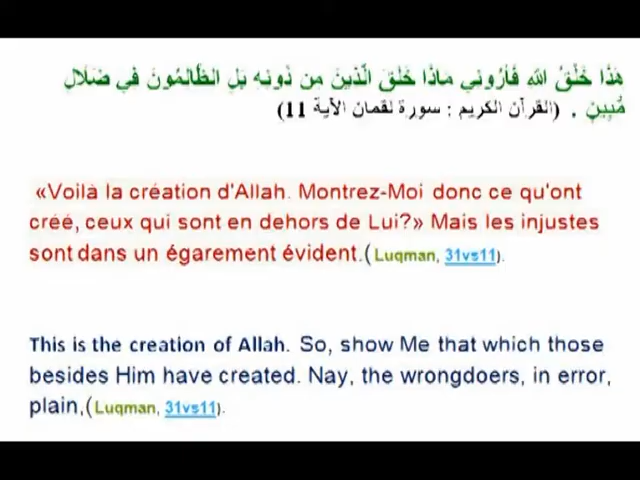 هَذَا خَلْقُ اللَّهِ فَأَرُونِي مَاذَا خَلَقَ الَّذِينَ مِن دُونِهِ بَلِ الظَّالِمُونَ فِي ضَلَالٍ
مُّبِينٍ . (القرآن الكريم : سورة لقمان الآية 11)
«Voilà la création d'Allah. Montrez-Moi donc ce qu'ont
créé, ceux qui sont en dehors de Lui?» Mais les injustes
sont dans un égarement évident.(Luqman, 31vs11).
This is the creation of Allah. So, show Me that which those
besides Him have created. Nay, the wrongdoers, in error,
plain,(Luqman, 31vs11).